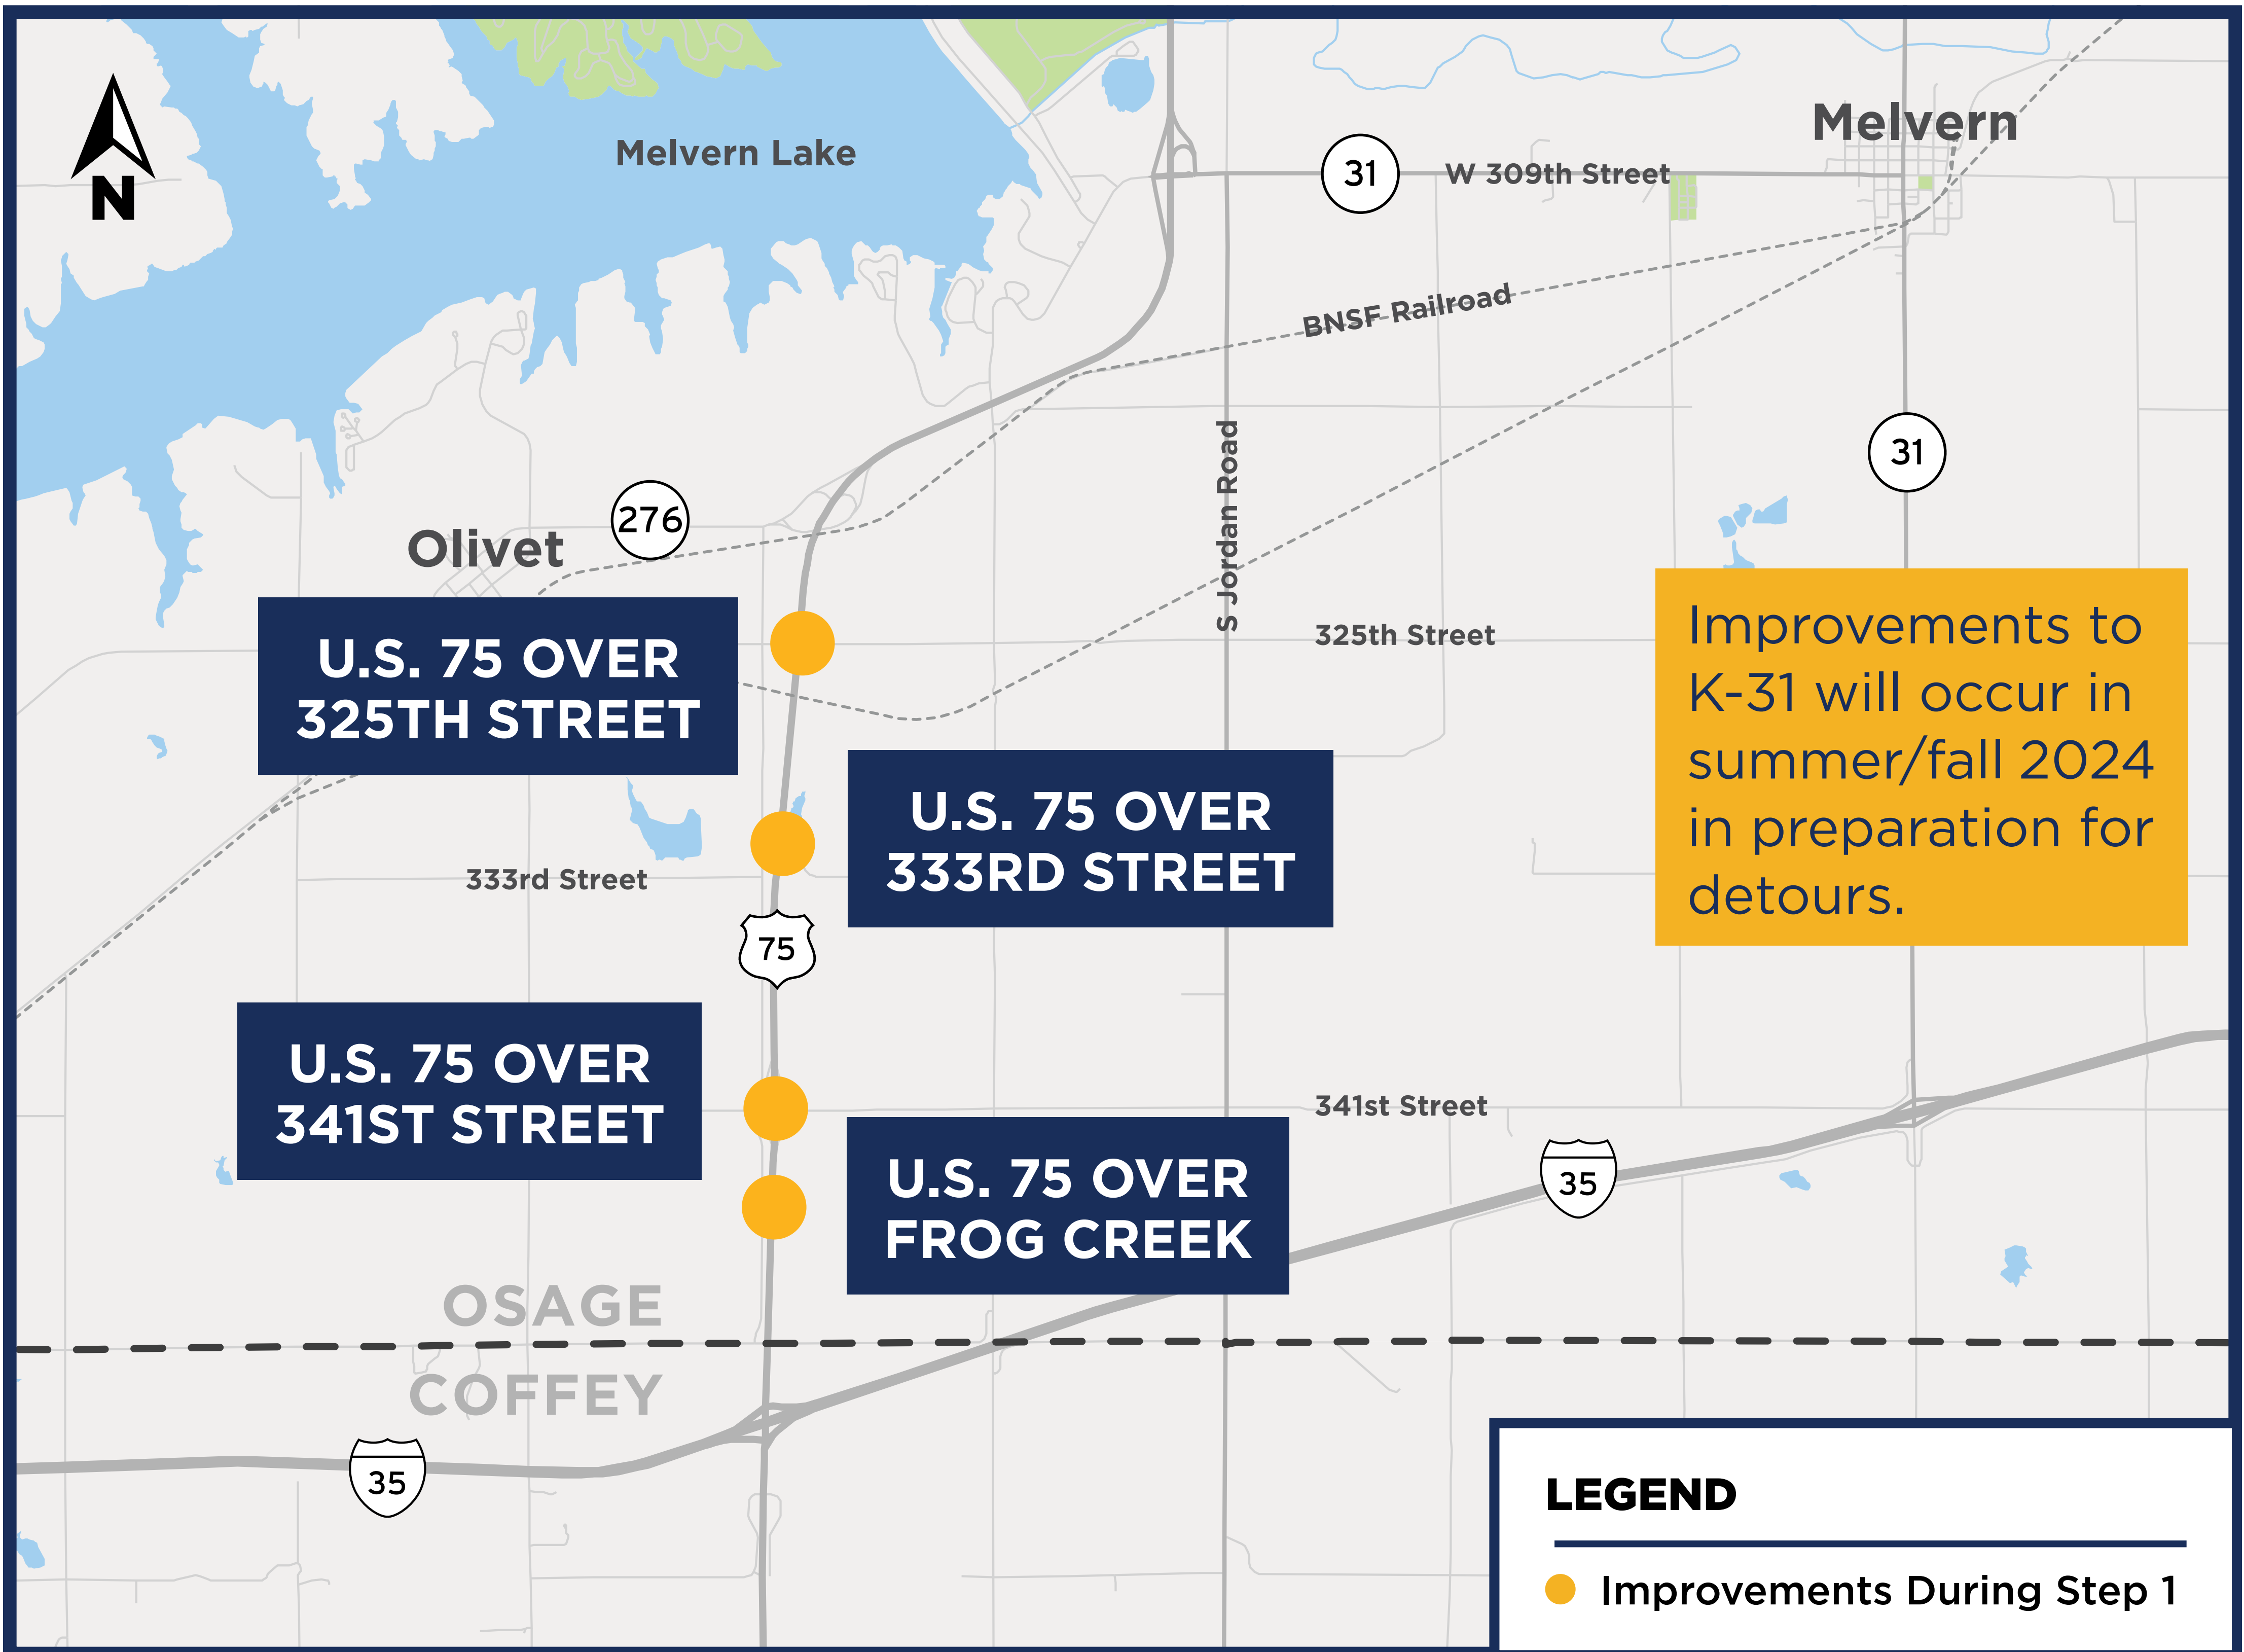 Melvern
Melvern Lake
31
W 309th Street
N
BNSF Railroad
S Jordan Road
31
276
Olivet
U.S. 75 OVER
325TH STREET
325th Street
Improvements to
K-31 will occur in
summer/fall 2024
in preparation for
detours.
U.S. 75 OVER
333RD STREET
333rd Street
75
U.S. 75 OVER
341ST STREET
341st Street
U.S. 75 OVER
FROG CREEK
35
OSAGE
COFFEY
35
LEGEND
Improvements During Step 1